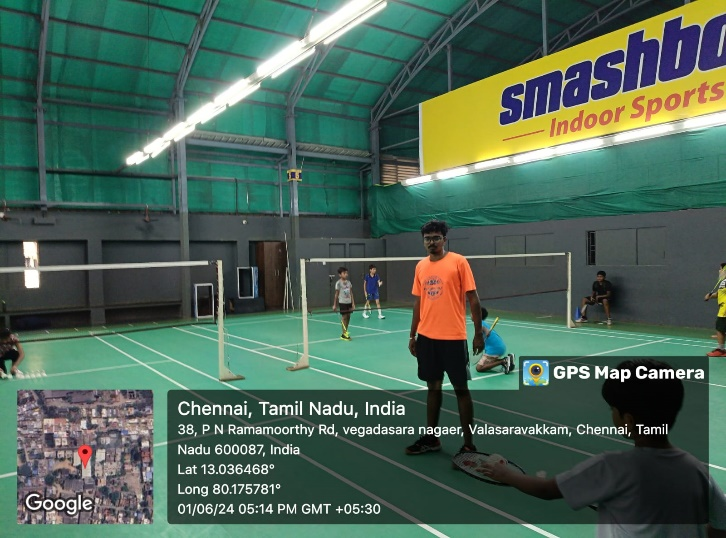 smashbo
Indoor Sports
GPS Map Camera
Chennai, Tamil Nadu, India
38, P N Ramamoorthy Rd, vegadasara nagaer, Valasaravakkam, Chennai, Tamil
Nadu 600087, India
Lat 13.036468°
Long 80.175781°
01/06/24 05:14 PM GMT +05:30
Google